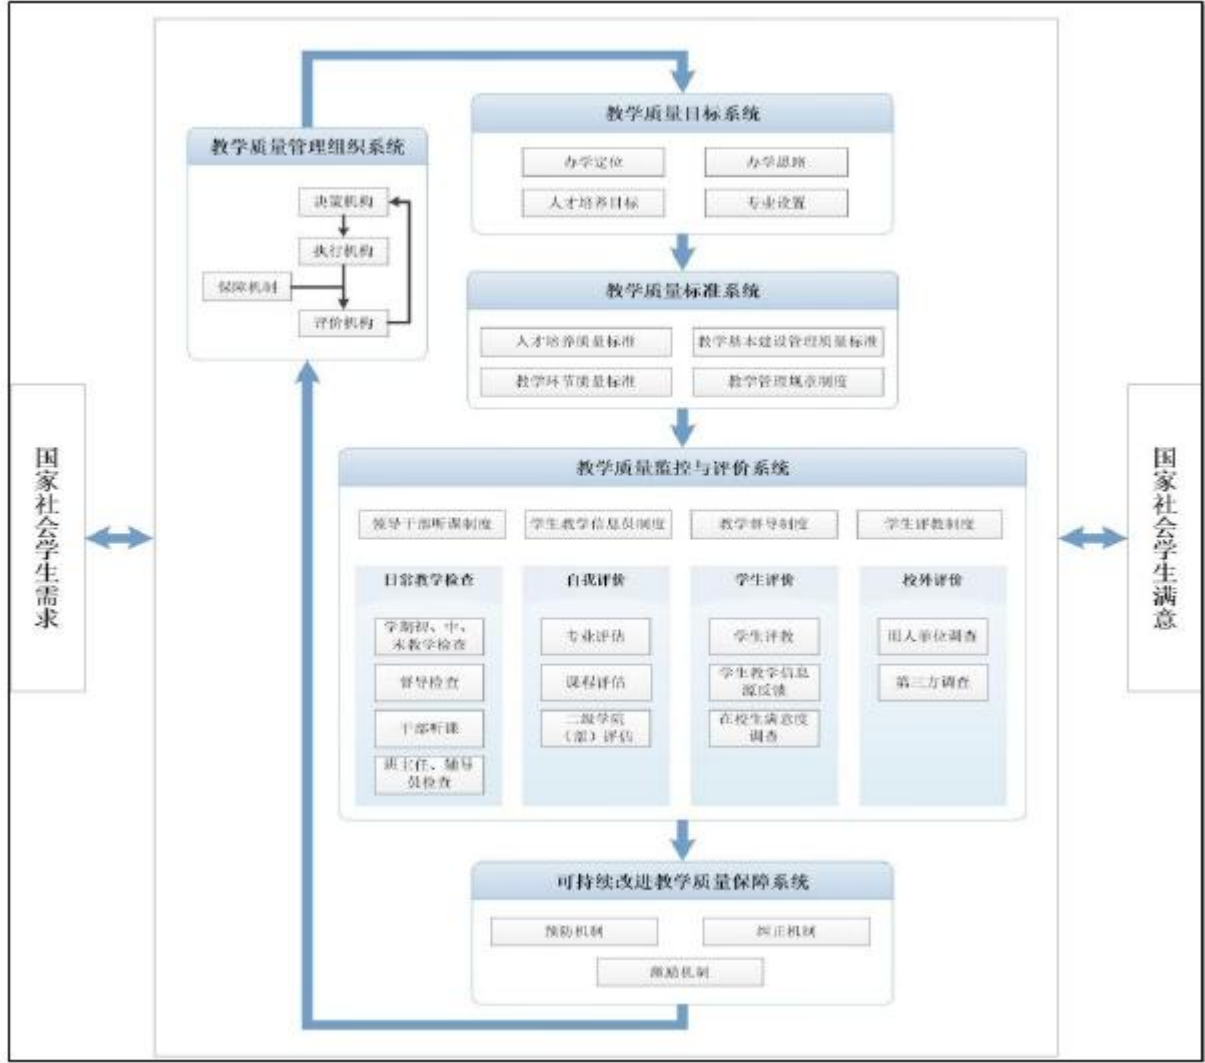 教学质量目标系统
办学定位
办学思路
人才培养目标
专业设置
教学质量管理组织系统
决策机构
执行机构
保障机制
评价机构
教学质量标准系统
人才培养质量标准
教学基本建设管理质量标准
教学环节质量标准
教学管理规章制度
国家社会学生需求
国家社会学生满意
教学质量监控与评价系统
领导干部听课制度
学生教学信息员制度
教学督导制度
学生评教制度
日常教学检查
学期初、中、
末教学检查
督导检查
干部听课
班主任、辅导
员检查
自我评价
专业评估
课程评估
二级学院
（部）评估
学生评价
学生评教
学生教学信息
源反馈
在校生满意度
调查
校外评价
用人单位调查
第三方调查
可持续改进教学质量保障系统
预防机制
纠正机制
激励机制